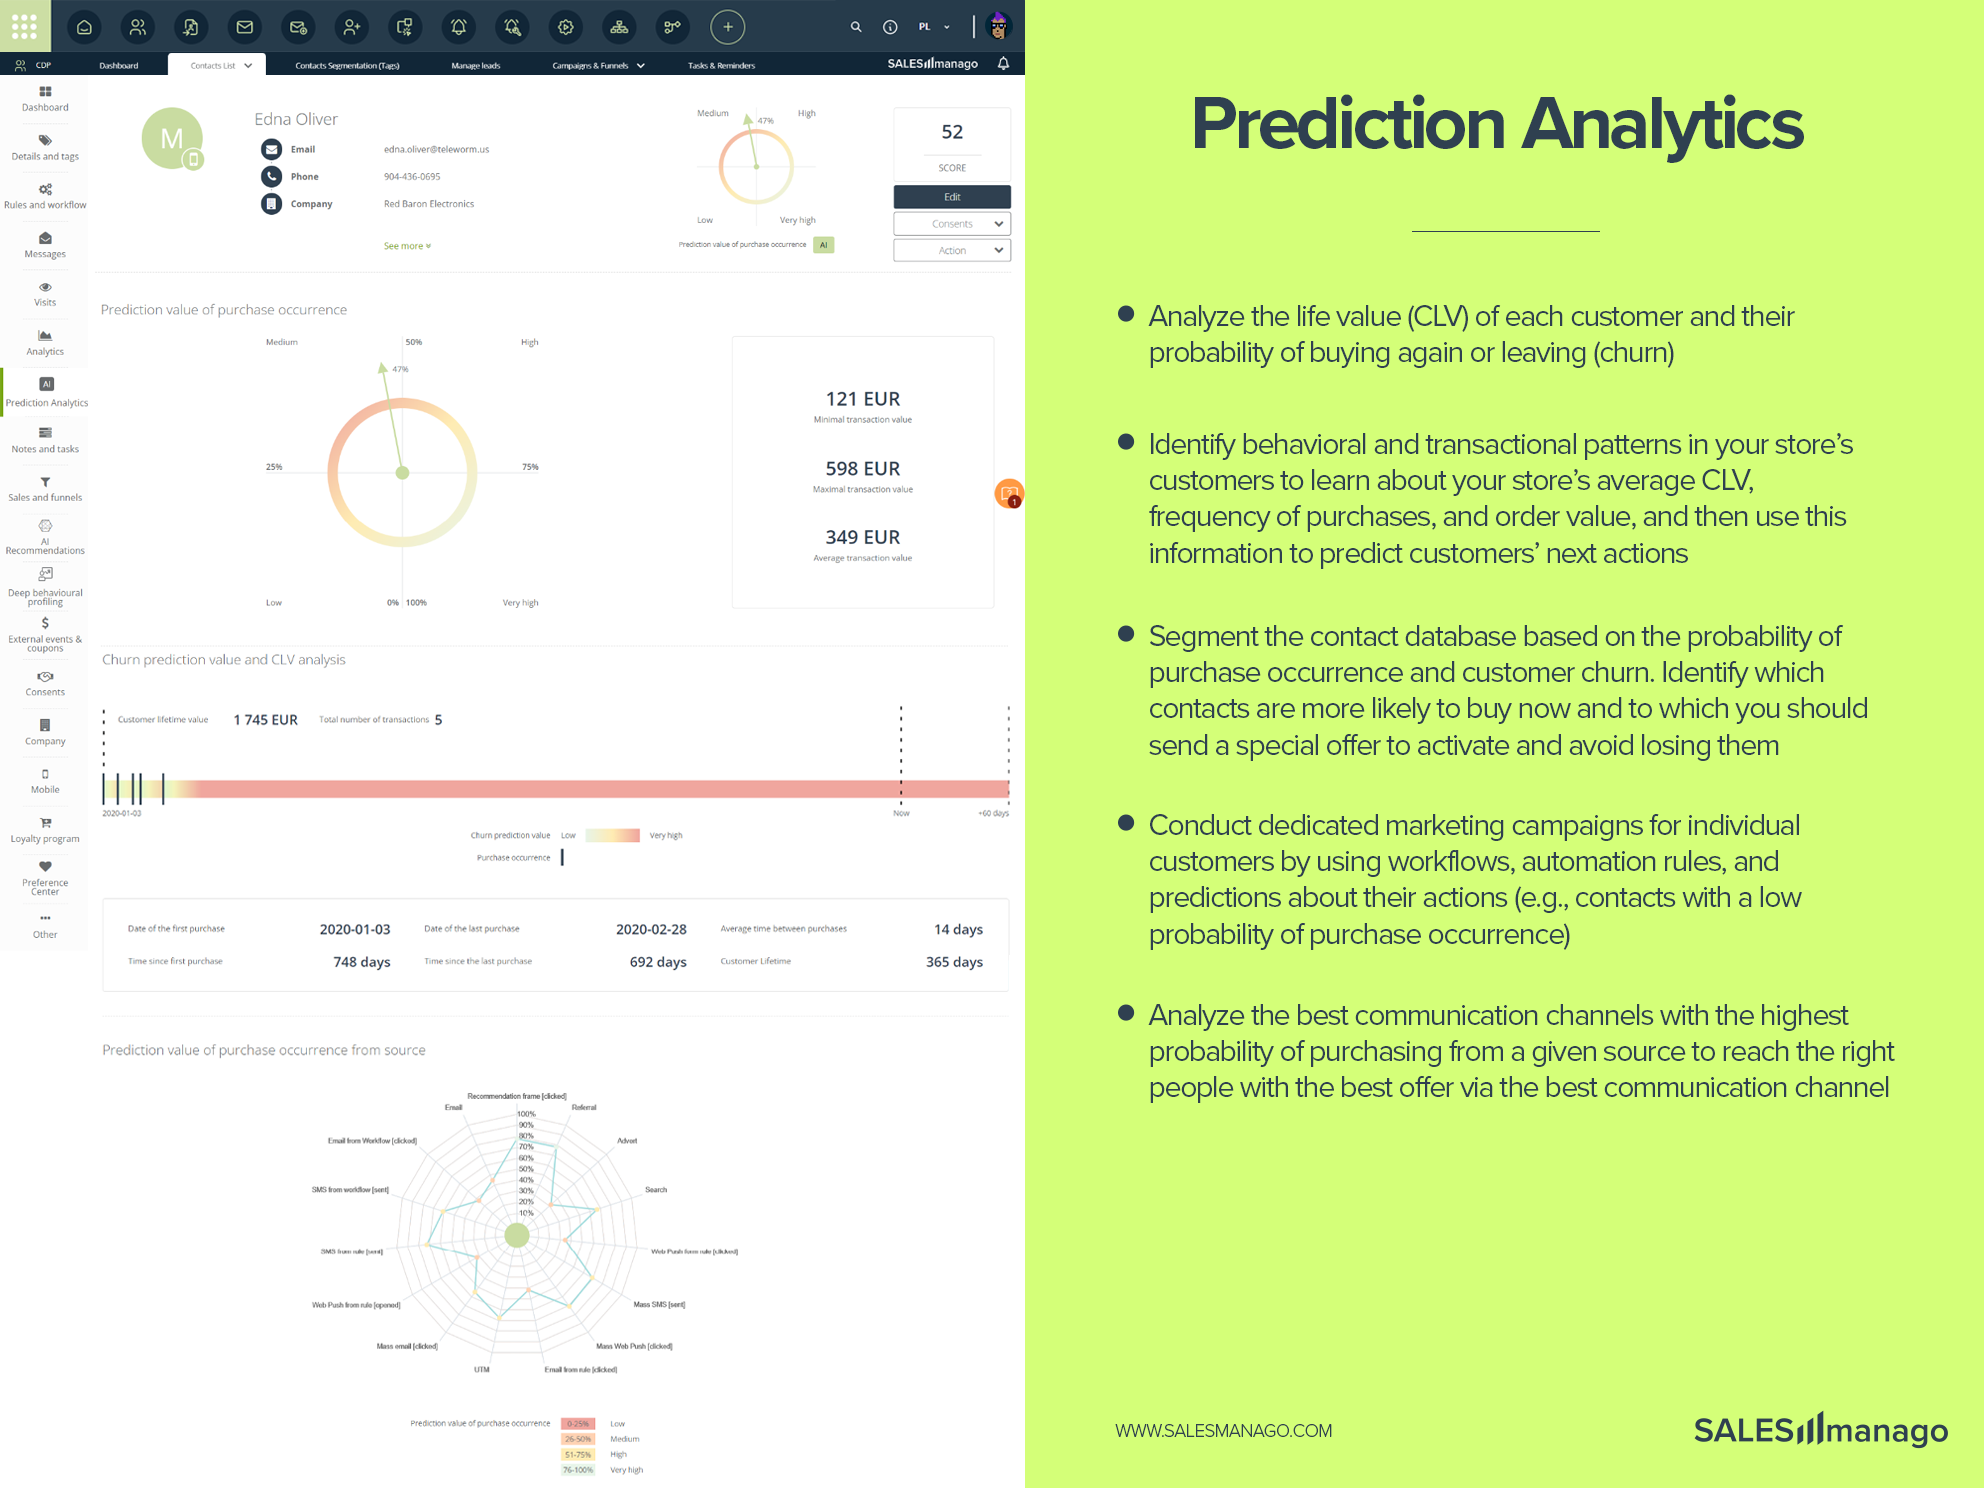 PL
CDP
Dashboard
Contacts List
Contacts Segmentation (Tags)
Manage leads
Campaigns & Funnels
Tasks & Reminders
SALESmanago
Dashboard
Details and tags
Rules and workflow
Messages
Visits
Analytics
AI
Prediction Analytics
Notes and tasks
Sales and funnels
AI
Recommendations
Deep behavioural
profiling
External events &
coupons
Consents
Company
Mobile
Loyalty program
Preference
Center
Other
M
Edna Oliver
Email edna.oliver@teleworm.us
Phone 904-436-0695
Company Red Baron Electronics
See more
Medium
47%
High
Low
Very high
Prediction value of purchase occurrence AI
52
SCORE
Edit
Consents
Action
Prediction value of purchase occurrence
Medium
50%
High
47%
25%
75%
Low
0% 100%
Very high
121 EUR
Minimal transaction value
598 EUR
Maximal transaction value
349 EUR
Average transaction value
1
Churn prediction value and CLV analysis
Customer lifetime value 1 745 EUR Total number of transactions 5
2020-01-03
Now
+60 days
Churn prediction value Low Very high
Purchase occurrence
Date of the first purchase 2020-01-03 Date of the last purchase 2020-02-28 Average time between purchases 14 days
Time since first purchase 748 days Time since the last purchase 692 days Customer Lifetime 365 days
Prediction value of purchase occurrence from source
Recommendation frame [clicked]
Email
Referral
100%
90%
80%
70%
60%
50%
40%
30%
20%
10%
Email from Workflow [clicked]
Advert
SMS from workflow [sent]
Search
SMS from rule [sent]
Web Push from rule [clicked]
Web Push from rule [opened]
Mass SMS [sent]
Mass email [clicked]
Mass Web Push [clicked]
UTM
Email from rule [clicked]
Prediction value of purchase occurrence 0-25% Low
26-50% Medium
51-75% High
76-100% Very high
Prediction Analytics
Analyze the life value (CLV) of each customer and their
probability of buying again or leaving (churn)
Identify behavioral and transactional patterns in your store's
customers to learn about your store's average CLV,
frequency of purchases, and order value, and then use this
information to predict customers' next actions
Segment the contact database based on the probability of
purchase occurrence and customer churn. Identify which
contacts are more likely to buy now and to which you should
send a special offer to activate and avoid losing them
Conduct dedicated marketing campaigns for individual
customers by using workflows, automation rules, and
predictions about their actions (e.g., contacts with a low
probability of purchase occurrence)
Analyze the best communication channels with the highest
probability of purchasing from a given source to reach the right
people with the best offer via the best communication channel
WWW.SALESMANAGO.COM
SALESmanago